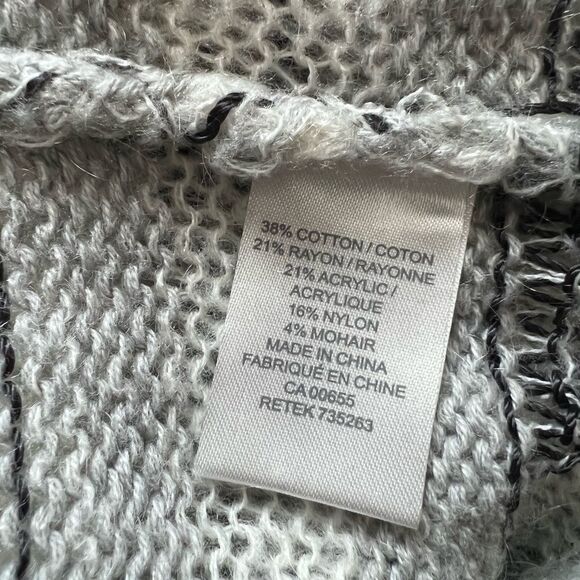 38% COTTON / COTON
21% RAYON / RAYONNE
21% ACRYLIC /
ACRYLIQUE
16% NYLON
4% MOHAIR
MADE IN CHINA
FABRIQUÉ EN CHINE
CA 00655
RETEK 735263